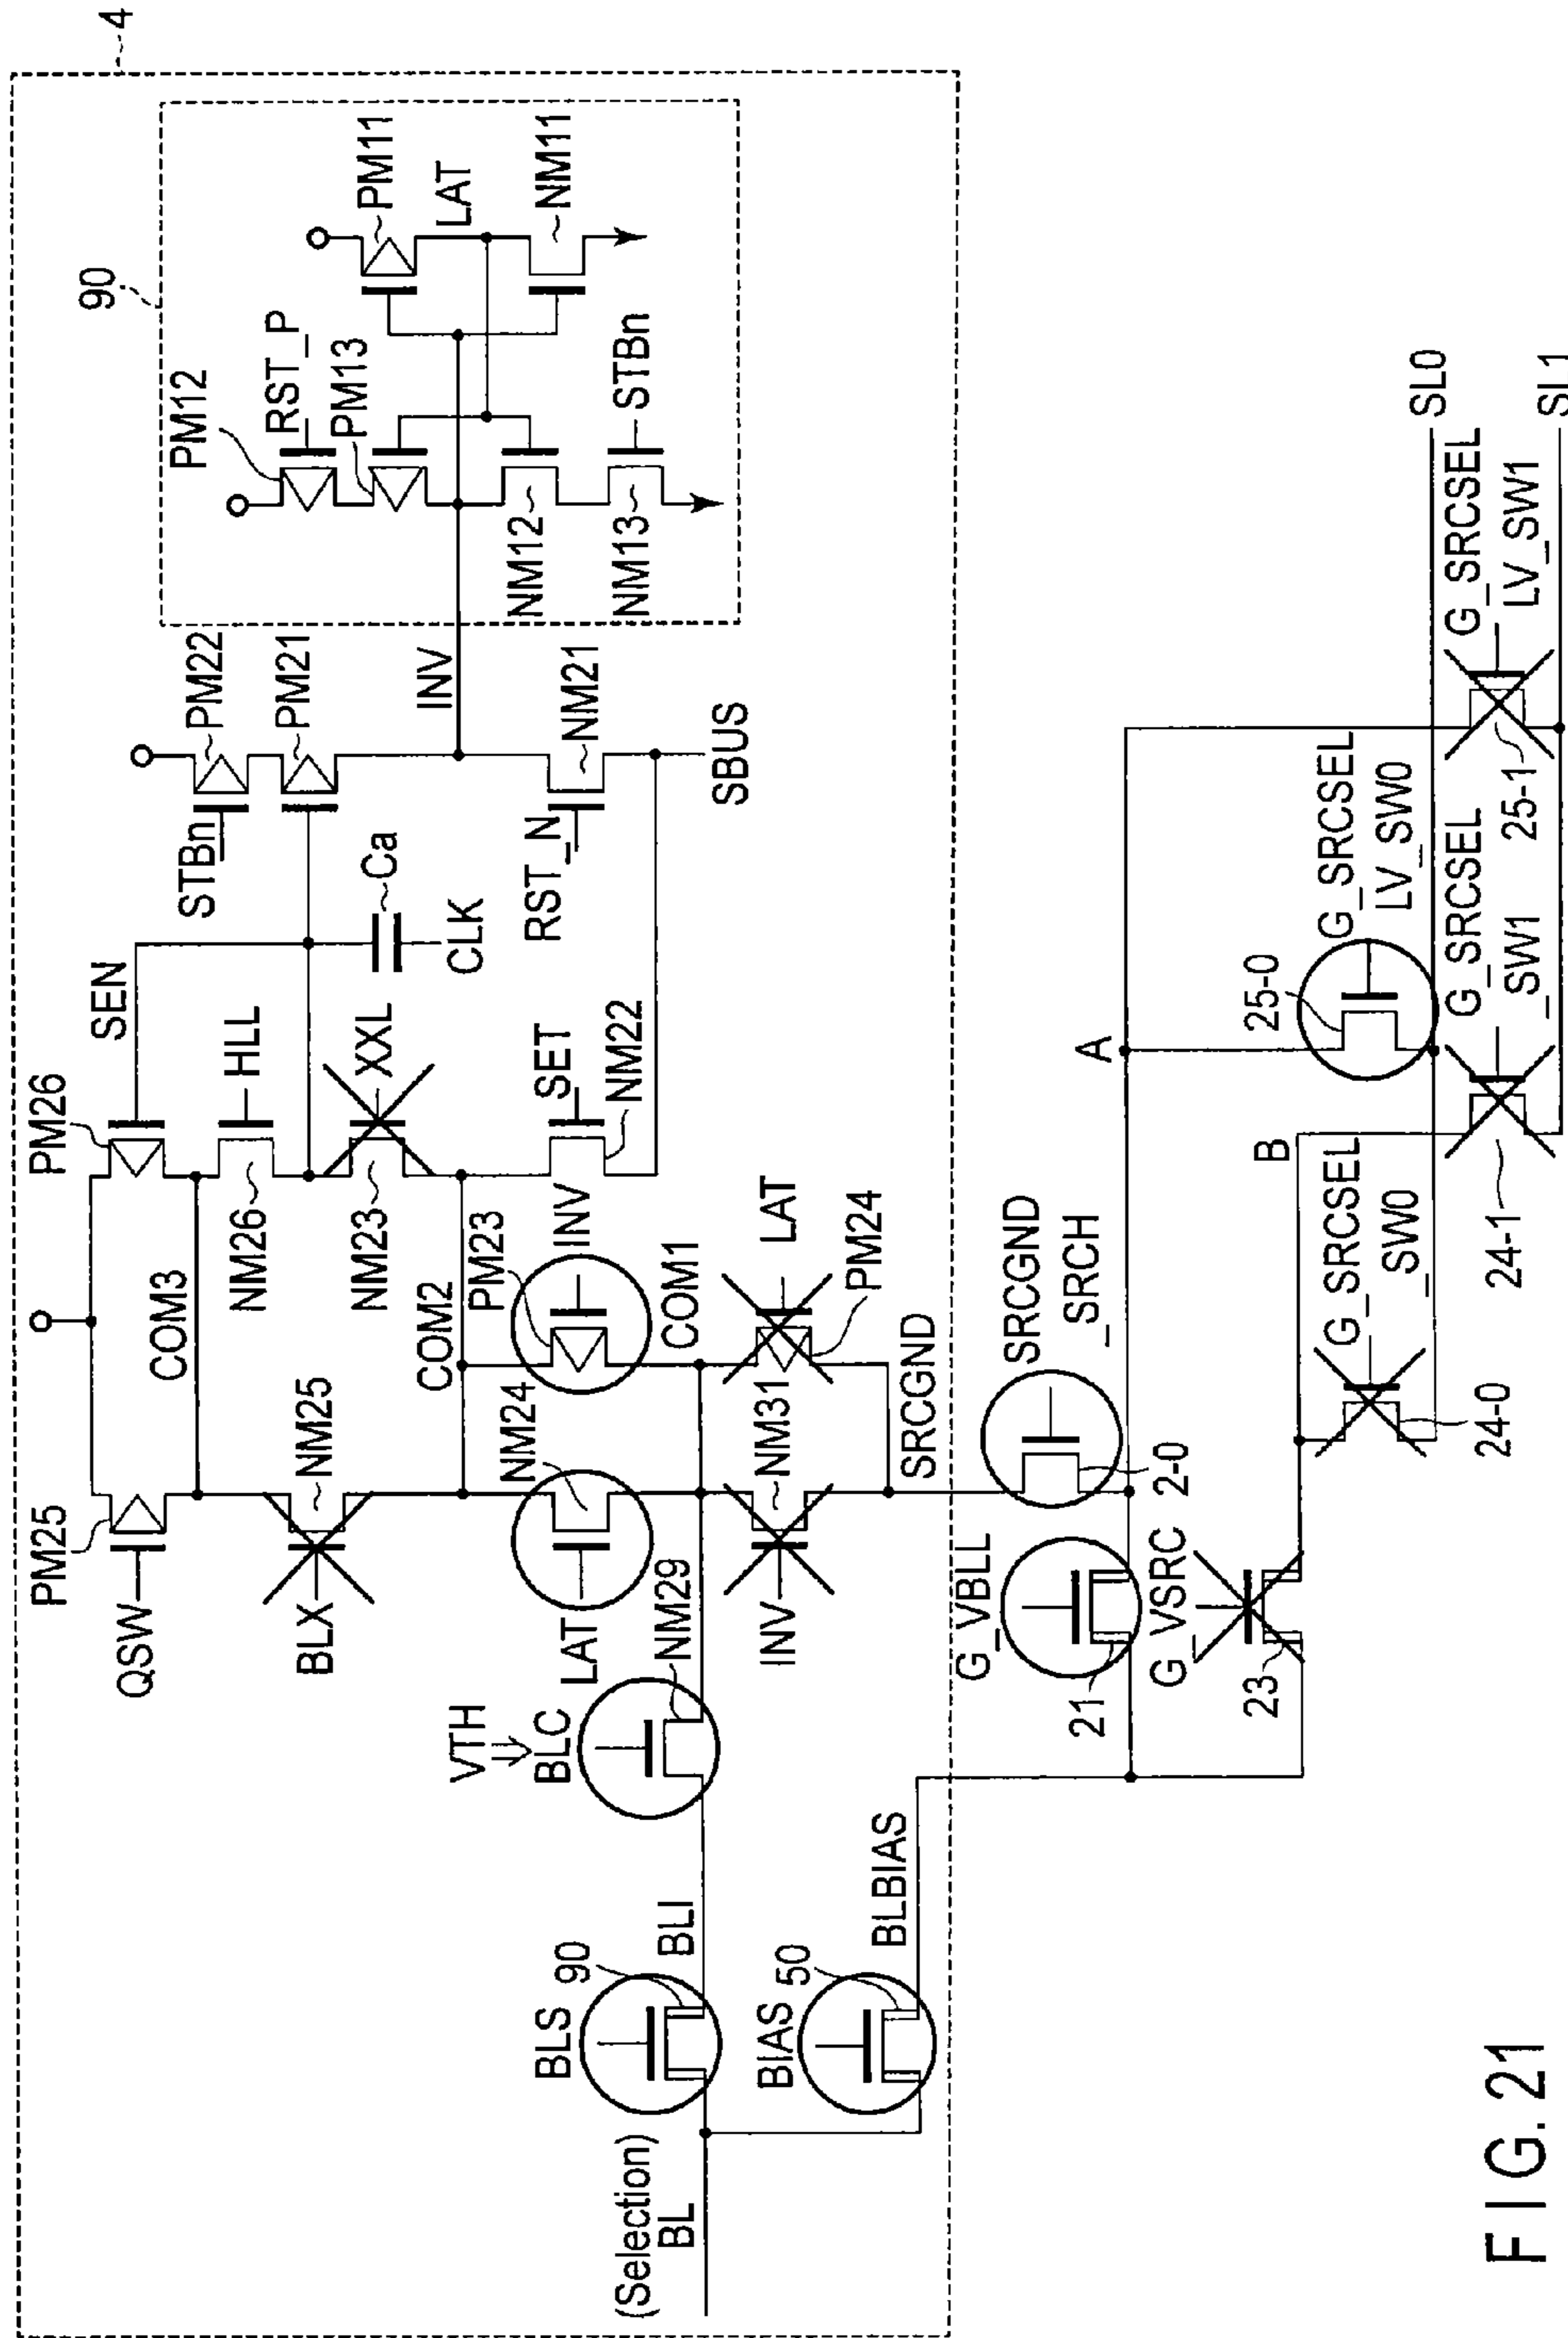 4
90
PM12
RST_P
PM13
PM11
LAT
NM11
NM12
NM13
STBn
PM22
STBn
PM21
INV
NM21
RST_N
SBUS
SEN
Ca
CLK
PM26
HLL
XXL
NM26
NM23
SET
NM22
COM3
PM25
QSW
NM25
BLX
COM2
PM23
INV
NM24
LAT
COM1
LAT
PM24
NM31
INV
SRCGND
VTH
BLC
NM29
BLI
BLS
90
BIAS
50
BLBIAS
(Selection)
BL
SRCGND
_SRCH
2-0
G_VBLL
21
G_VSRC
23
A
B
25-0
G_SRCSEL
LV_SW0
G_SRCSEL
_SW0
24-0
G_SRCSEL
_SW1
24-1
G_SRCSEL
LV_SW1
25-1
SL0
SL1
FIG. 21